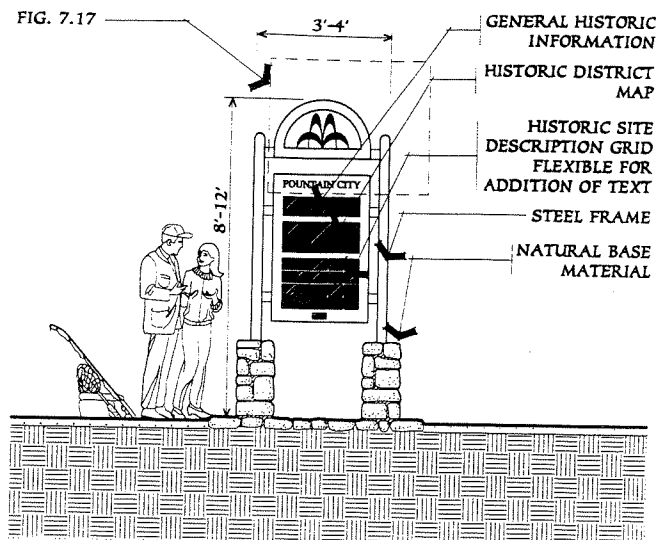 FIG. 7.17
3'-4'
8'-12'
GENERAL HISTORIC
INFORMATION
HISTORIC DISTRICT
MAP
HISTORIC SITE
DESCRIPTION GRID
FLEXIBLE FOR
ADDITION OF TEXT
STEEL FRAME
NATURAL BASE
MATERIAL
FOUNTAIN CITY